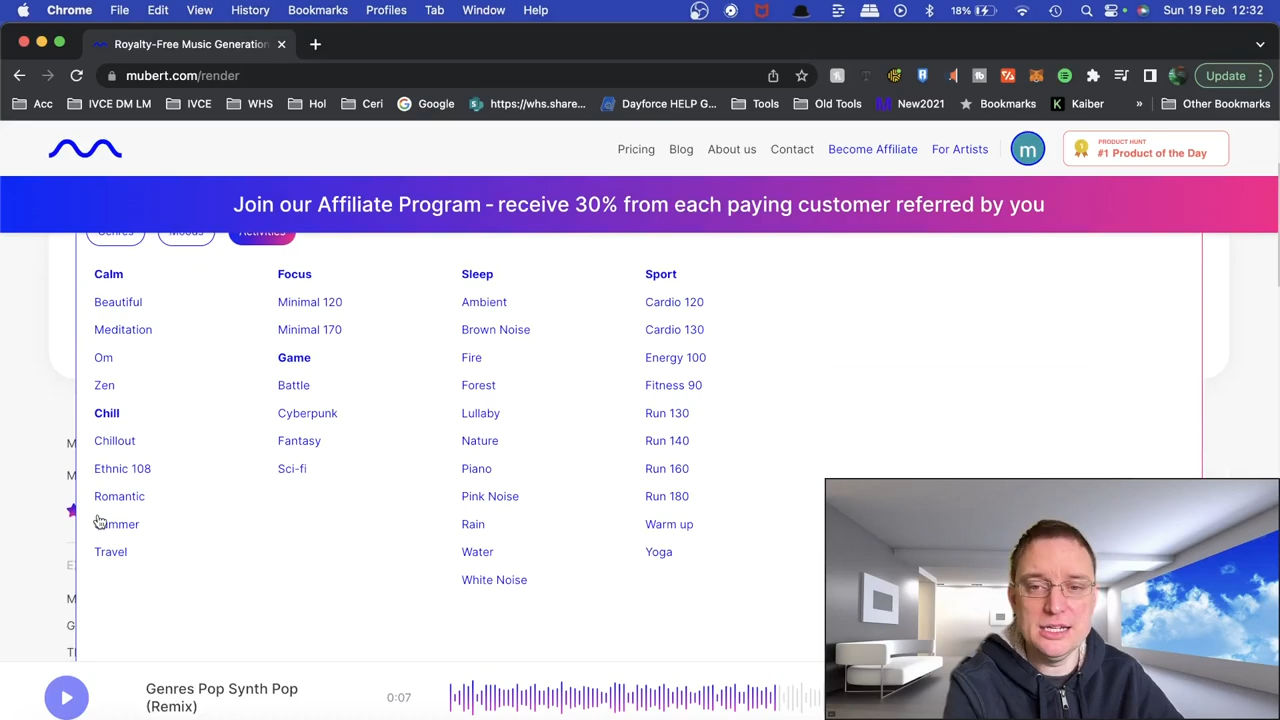 Chrome File Edit View History Bookmarks Profiles Tab Window Help 18% Sun 19 Feb 12:32
Royalty-Free Music Generation
mubert.com/render Update
Acc IVCE DM LM IVCE WHS Hol Ceri Google https://whs.share... Dayforce HELP G... Tools Old Tools New2021 Bookmarks Kaiber » Other Bookmarks
Pricing Blog About us Contact Become Affiliate For Artists m PRODUCT HUNT
#1 Product of the Day
Join our Affiliate Program - receive 30% from each paying customer referred by you
Genres Moods Activities
Calm Focus Sleep Sport
Beautiful Minimal 120 Ambient Cardio 120
Meditation Minimal 170 Brown Noise Cardio 130
Om Game Fire Energy 100
Zen Battle Forest Fitness 90
Chill Cyberpunk Lullaby Run 130
Chillout Fantasy Nature Run 140
Ethnic 108 Sci-fi Piano Run 160
Romantic Pink Noise Run 180
Summer Rain Warm up
Travel Water Yoga
White Noise
Genres Pop Synth Pop
(Remix)
0:07